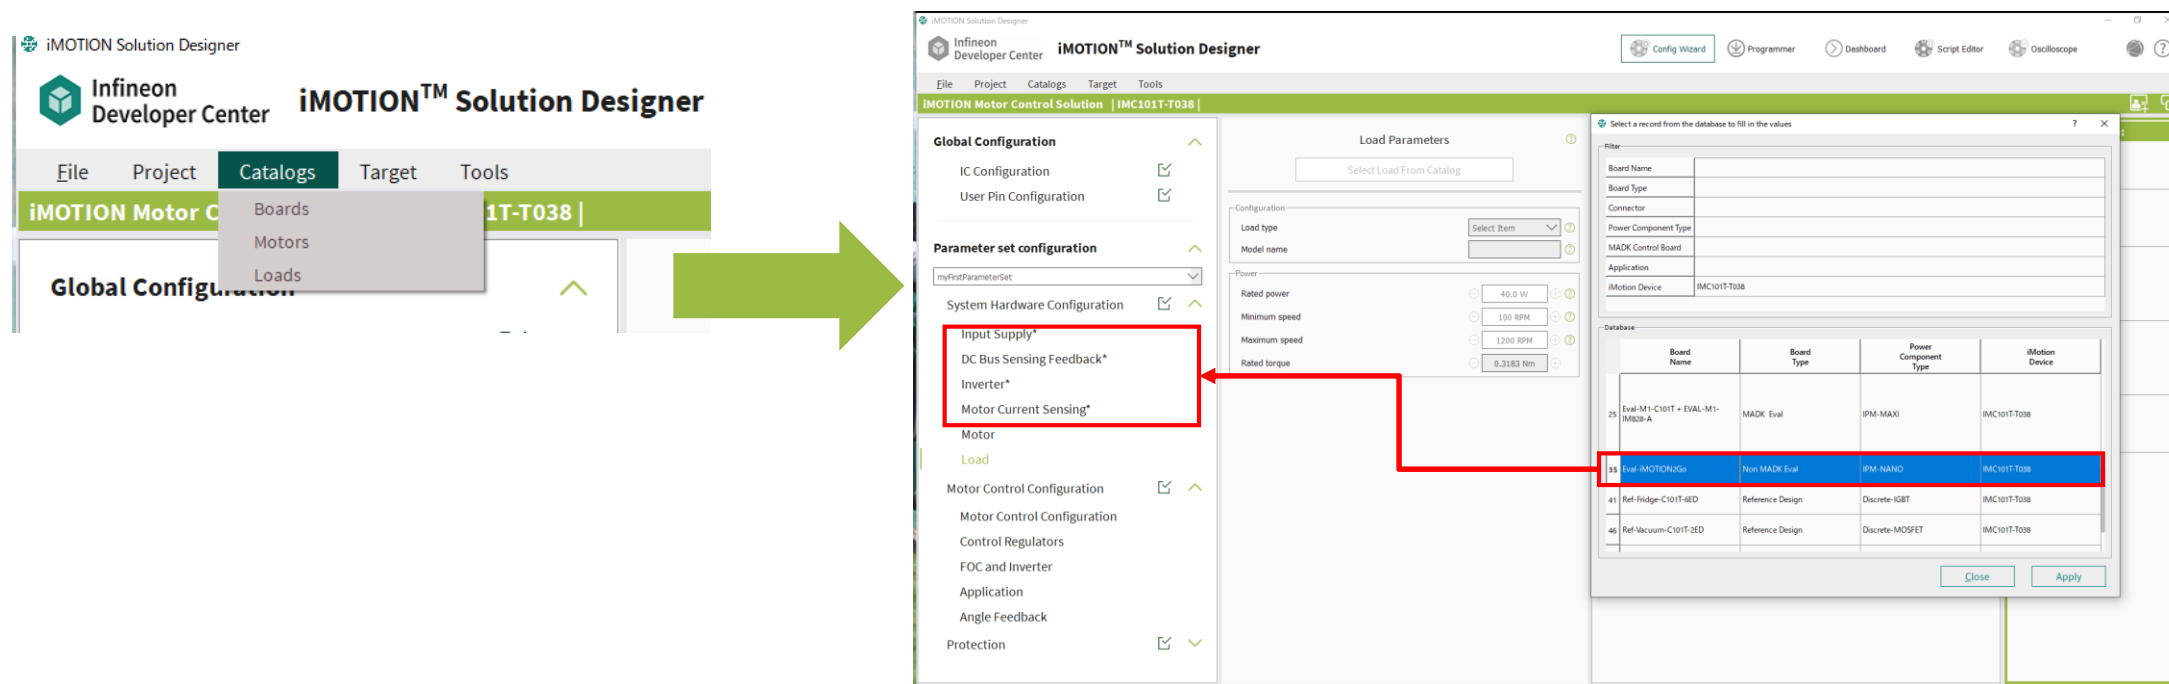 iMOTION Solution Designer
Infineon
Developer Center
iMOTION™ Solution Designer
File Project Catalogs Target Tools
iMOTION Motor C
1T-T038 |
Boards
Motors
Loads
Global Configuration
iMOTION Solution Designer
Infineon
Developer Center
iMOTION™ Solution Designer
Config Wizard Programmer Dashboard Script Editor Oscilloscope
File Project Catalogs Target Tools
iMOTION Motor Control Solution | IMC101T-T038 |
Global Configuration
IC Configuration
User Pin Configuration
Parameter set configuration
myFirstParameterSet
System Hardware Configuration
Input Supply*
DC Bus Sensing Feedback*
Inverter*
Motor Current Sensing*
Motor
Load
Motor Control Configuration
Motor Control Configuration
Control Regulators
FOC and Inverter
Application
Angle Feedback
Protection
Load Parameters
Select Load From Catalog
Configuration
Load type Select Item
Model name
Power
Rated power 40.0 W
Minimum speed 100 RPM
Maximum speed 1200 RPM
Rated torque 0.3183 Nm
Select a record from the database to fill in the values
Filter
Board Name
Board Type
Connector
Power Component Type
MADK Control Board
Application
iMotion Device IMC101T-T038
Database
Board Name Board Type Power Component Type iMotion Device
25 Eval-M1-C101T + EVAL-M1-IM828-A MADK Eval IPM-MAXI IMC101T-T038
35 Eval-iMOTION2Go Non MADK Eval IPM-NANO IMC101T-T038
41 Ref-Fridge-C101T-6ED Reference Design Discrete-IGBT IMC101T-T038
46 Ref-Vacuum-C101T-2ED Reference Design Discrete-MOSFET IMC101T-T038
Close Apply